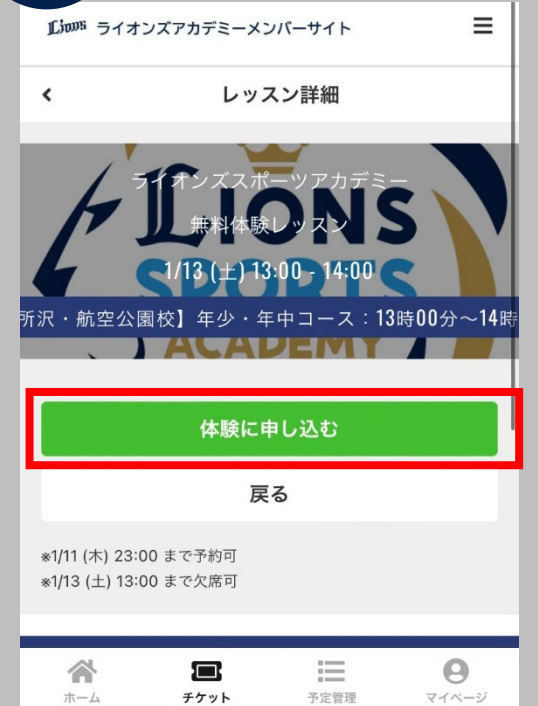 Lions ライオンズアカデミーメンバーサイト
レッスン詳細
LIONS
SPORTS
ACADEMY
ライオンズスポーツアカデミー
無料体験レッスン
1/13 (土) 13:00 - 14:00
所沢・航空公園校】年少・年中コース：13時00分～14時
体験に申し込む
戻る
※1/11 (木) 23:00 まで予約可
※1/13 (土) 13:00 まで欠席可
ホーム
チケット
予定管理
マイページ